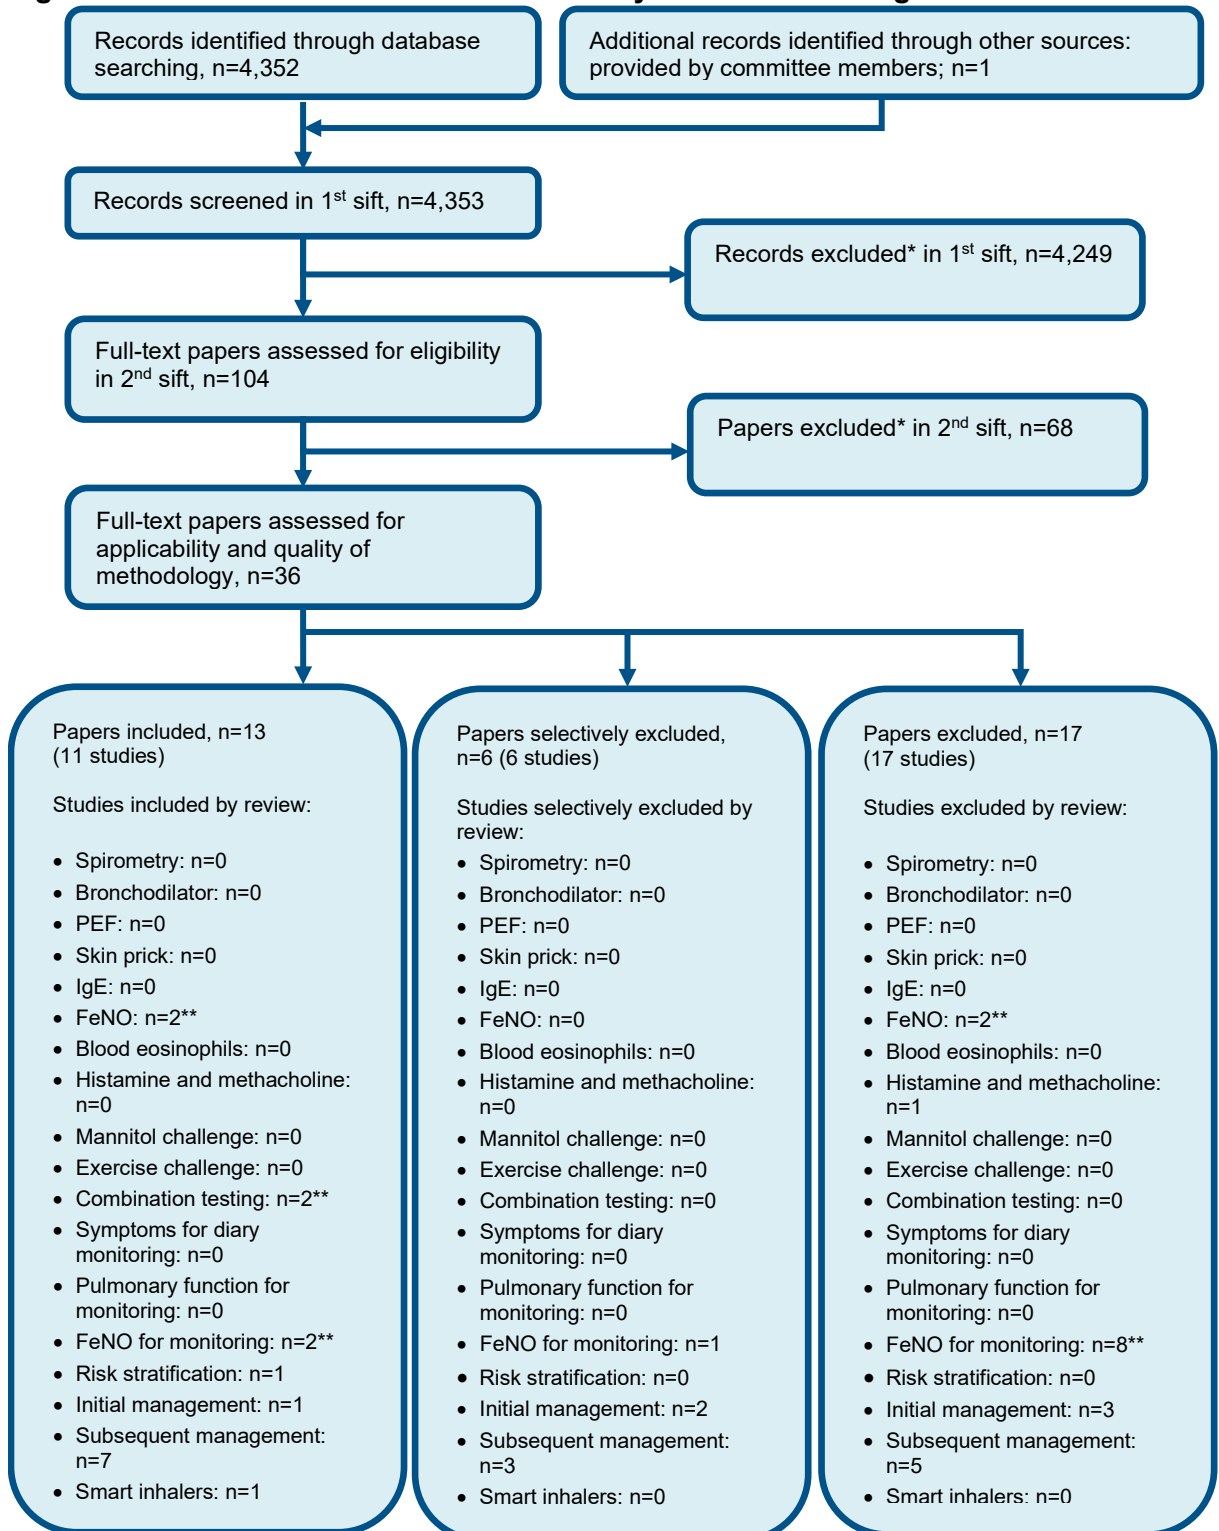 Records identified through database
searching, n=4,352
Additional records identified through other sources:
provided by committee members; n=1
Records screened in 1st sift, n=4,353
Records excluded* in 1st sift, n=4,249
Full-text papers assessed for eligibility
in 2nd sift, n=104
Papers excluded* in 2nd sift, n=68
Full-text papers assessed for
applicability and quality of
methodology, n=36
Papers included, n=13
(11 studies)
Studies included by review:
• Spirometry: n=0
• Bronchodilator: n=0
• PEF: n=0
• Skin prick: n=0
• IgE: n=0
• FeNO: n=2**
• Blood eosinophils: n=0
• Histamine and methacholine:
n=0
• Mannitol challenge: n=0
• Exercise challenge: n=0
• Combination testing: n=2**
• Symptoms for diary
monitoring: n=0
• Pulmonary function for
monitoring: n=0
• FeNO for monitoring: n=2**
• Risk stratification: n=1
• Initial management: n=1
• Subsequent management:
n=7
• Smart inhalers: n=1
Papers selectively excluded,
n=6 (6 studies)
Studies selectively excluded by
review:
• Spirometry: n=0
• Bronchodilator: n=0
• PEF: n=0
• Skin prick: n=0
• IgE: n=0
• FeNO: n=0
• Blood eosinophils: n=0
• Histamine and methacholine:
n=0
• Mannitol challenge: n=0
• Exercise challenge: n=0
• Combination testing: n=0
• Symptoms for diary
monitoring: n=0
• Pulmonary function for
monitoring: n=0
• FeNO for monitoring: n=1
• Risk stratification: n=0
• Initial management: n=2
• Subsequent management:
n=3
• Smart inhalers: n=0
Papers excluded, n=17
(17 studies)
Studies excluded by review:
• Spirometry: n=0
• Bronchodilator: n=0
• PEF: n=0
• Skin prick: n=0
• IgE: n=0
• FeNO: n=2**
• Blood eosinophils: n=0
• Histamine and methacholine:
n=1
• Mannitol challenge: n=0
• Exercise challenge: n=0
• Combination testing: n=0
• Symptoms for diary
monitoring: n=0
• Pulmonary function for
monitoring: n=0
• FeNO for monitoring: n=8**
• Risk stratification: n=0
• Initial management: n=3
• Subsequent management:
n=5
• Smart inhalers: n=0